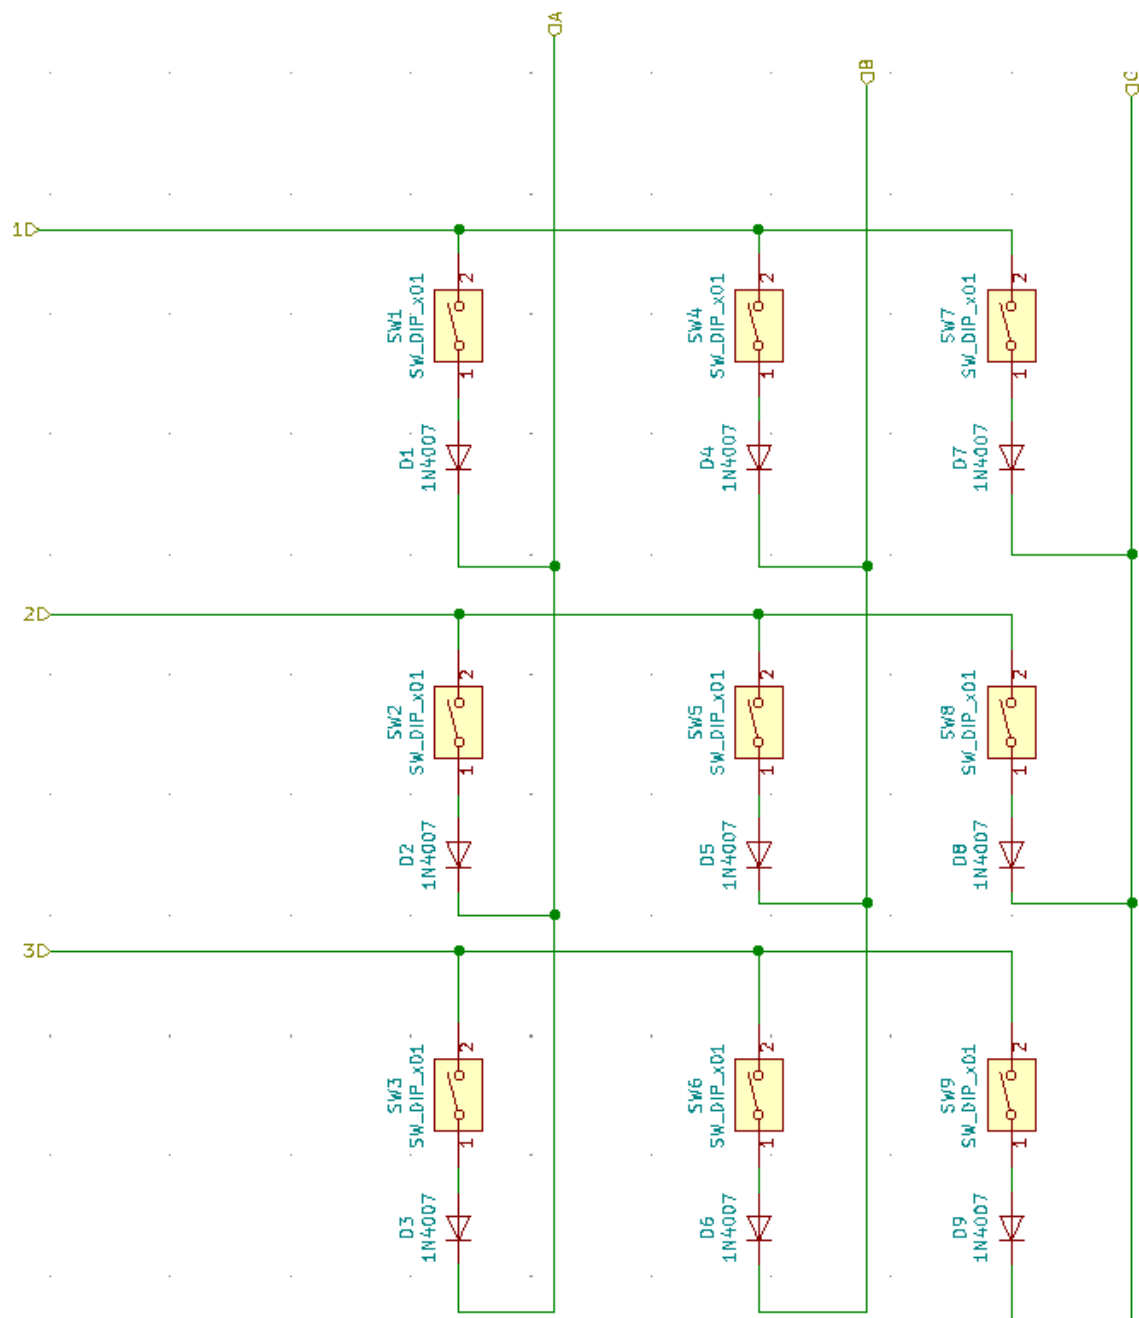 A
B
C
1
2
SW1
SW_DIP_x01
1
2
SW4
SW_DIP_x01
1
2
SW7
SW_DIP_x01
1
D1
1N4007
D4
1N4007
D7
1N4007
2
2
SW2
SW_DIP_x01
1
2
SW5
SW_DIP_x01
1
2
SW8
SW_DIP_x01
1
D2
1N4007
D5
1N4007
D8
1N4007
3
2
SW3
SW_DIP_x01
1
2
SW6
SW_DIP_x01
1
2
SW9
SW_DIP_x01
1
D3
1N4007
D6
1N4007
D9
1N4007